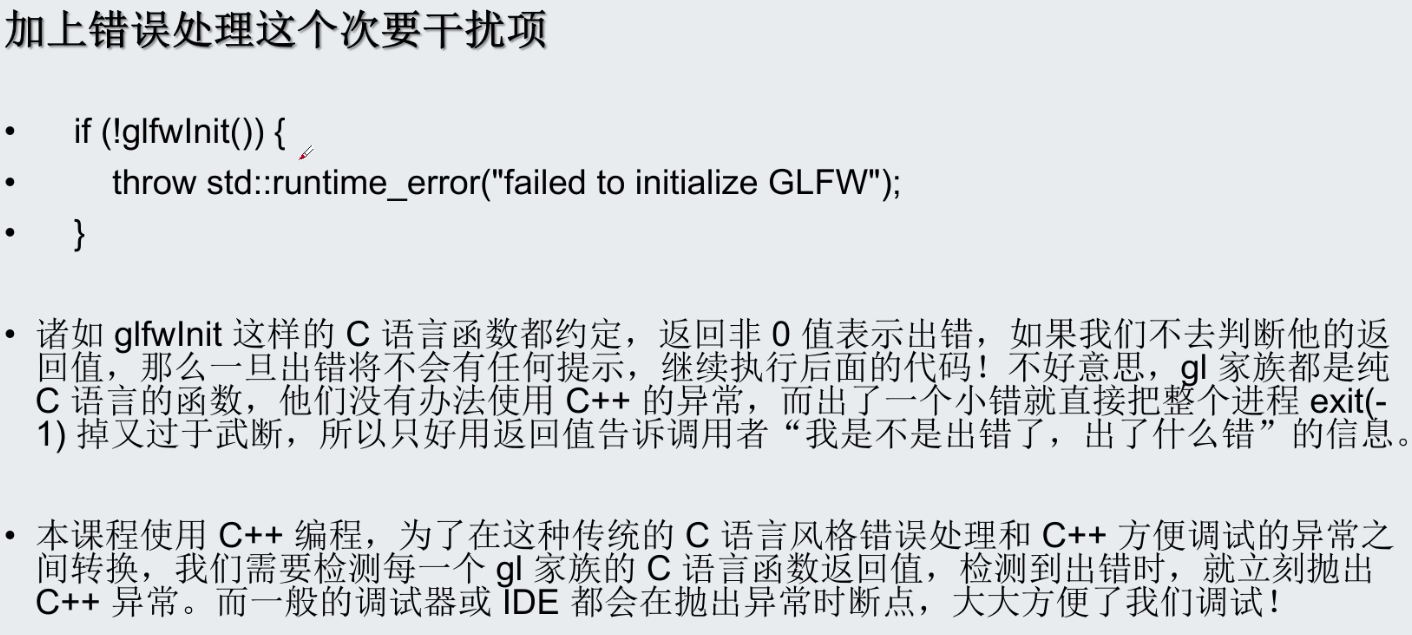 加上错误处理这个次要干扰项
• if (!glfwInit()) {
• throw std::runtime_error("failed to initialize GLFW");
• }
• 诸如 glfwInit 这样的 C 语言函数都约定，返回非 0 值表示出错，如果我们不去判断他的返
回值，那么一旦出错将不会有任何提示，继续执行后面的代码！不好意思，gl 家族都是纯
C 语言的函数，他们没有办法使用 C++ 的异常，而出了一个小错就直接把整个进程 exit(-
1) 掉又过于武断，所以只好用返回值告诉调用者“我是不是出错了，出了什么错”的信息。
• 本课程使用 C++ 编程，为了在这种传统的 C 语言风格错误处理和 C++ 方便调试的异常之
间转换，我们需要检测每一个 gl 家族的 C 语言函数返回值，检测到出错时，就立刻抛出
C++ 异常。而一般的调试器或 IDE 都会在抛出异常时断点，大大方便了我们调试！